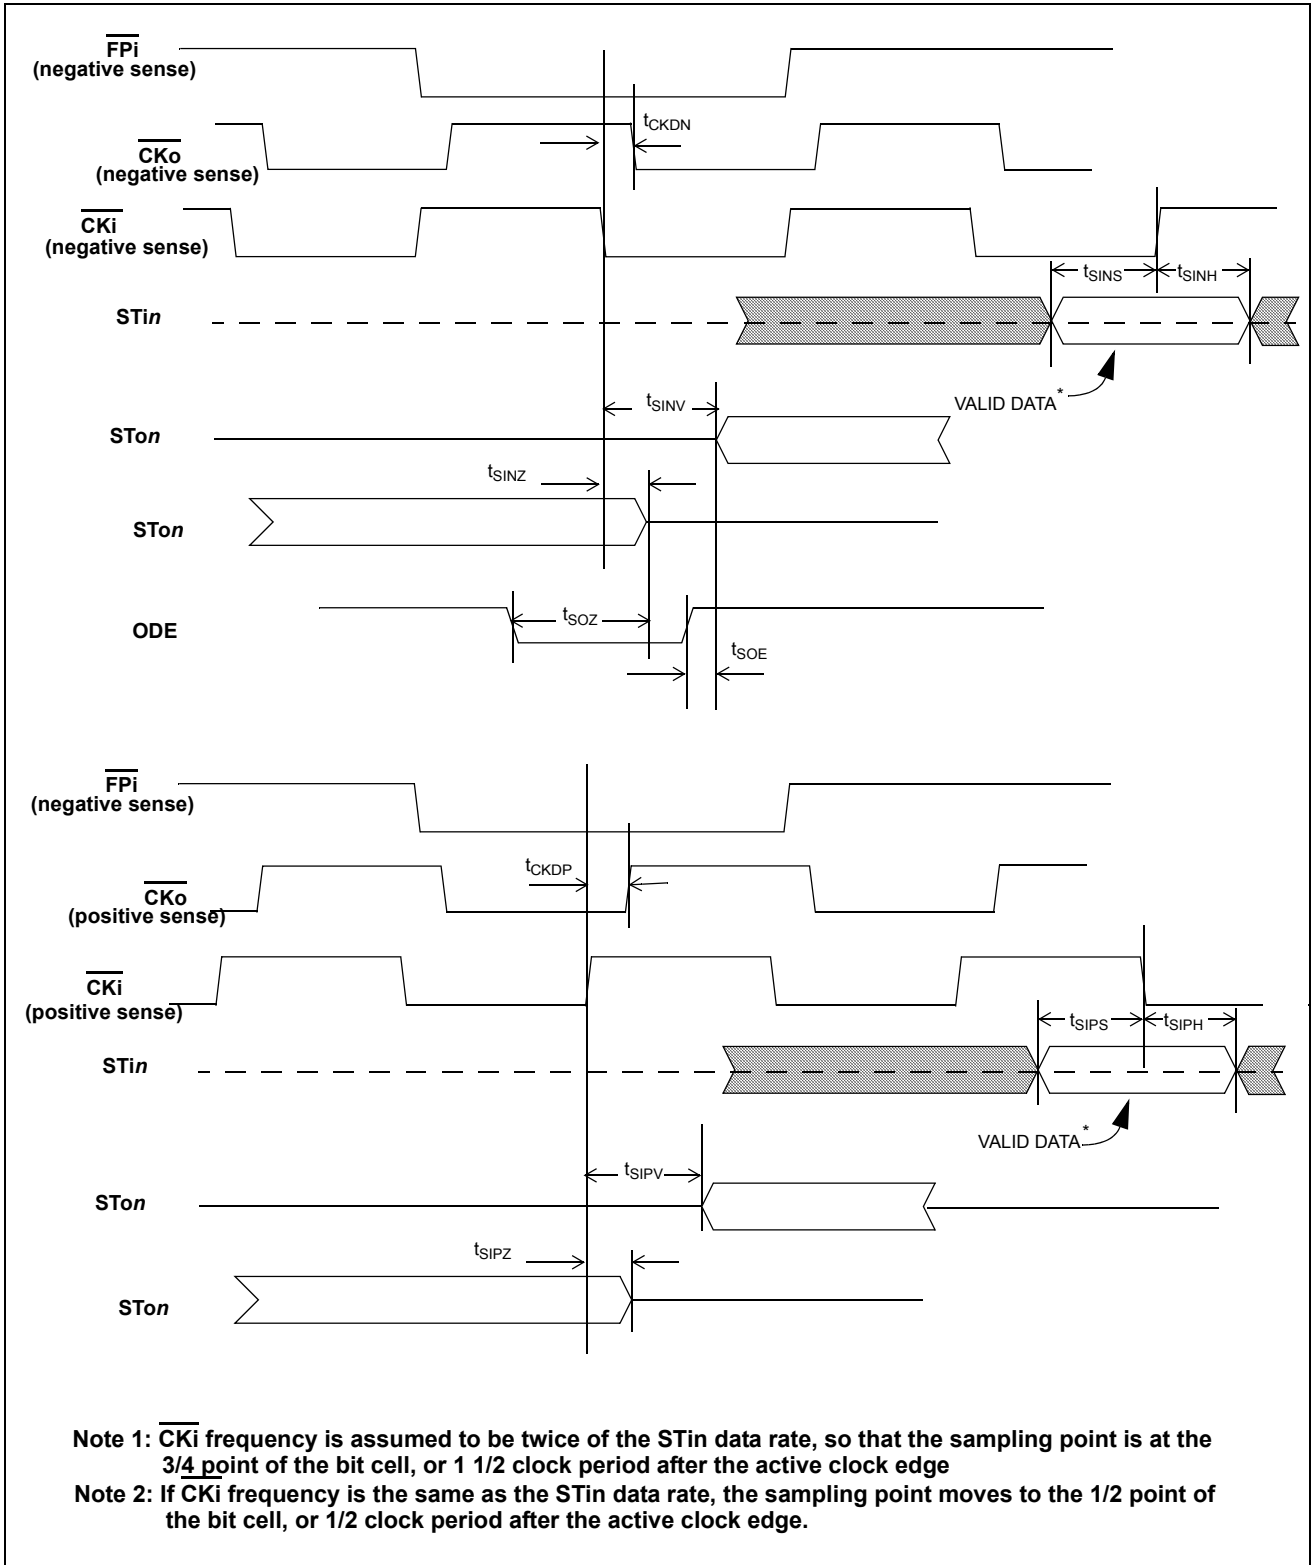 FPi
(negative sense)
tCKDN
CKo
(negative sense)
CKi
(negative sense)
tSINS
tSINH
STin
VALID DATA*
tSINV
STon
tSINZ
STon
tSOZ
ODE
tSOE
FPi
(negative sense)
tCKDP
CKo
(positive sense)
CKi
(positive sense)
tSIPS
tSIPH
STin
VALID DATA*
tSIPV
STon
tSIPZ
STon
Note 1: CKi frequency is assumed to be twice of the STin data rate, so that the sampling point is at the
3/4 point of the bit cell, or 1 1/2 clock period after the active clock edge
Note 2: If CKi frequency is the same as the STin data rate, the sampling point moves to the 1/2 point of
the bit cell, or 1/2 clock period after the active clock edge.